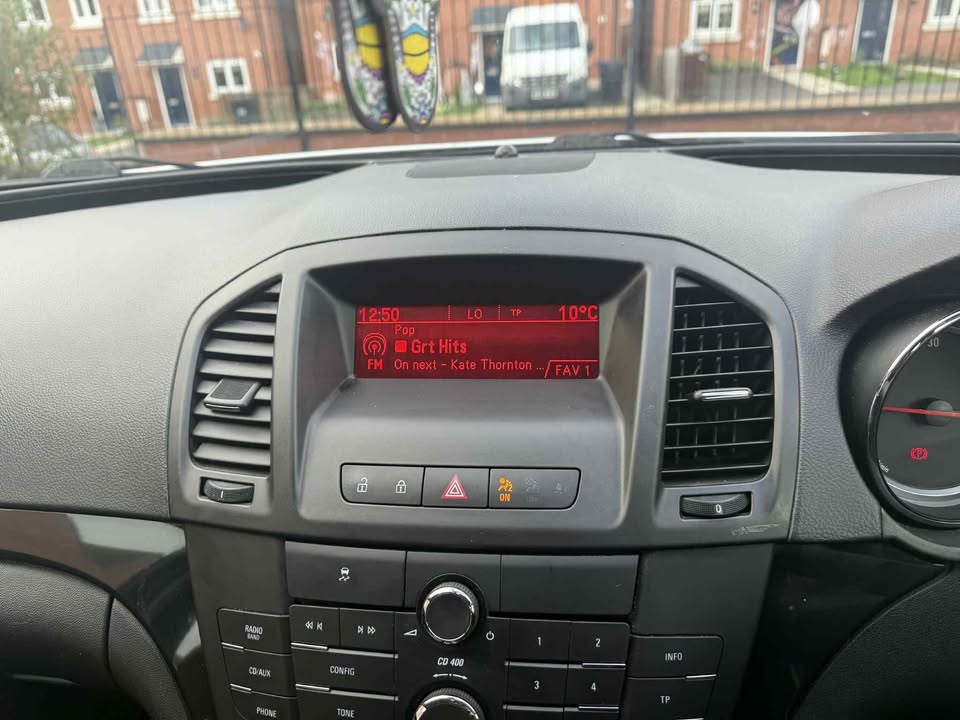 12:50 LO TP 10°C
Pop
Grt Hits
FM On next - Kate Thornton ... FAV 1
ON
30
RADIO
BAND
CD/AUX
PHONE
CONFIG
TONE
CD 400
1 2
3 4
INFO
TP